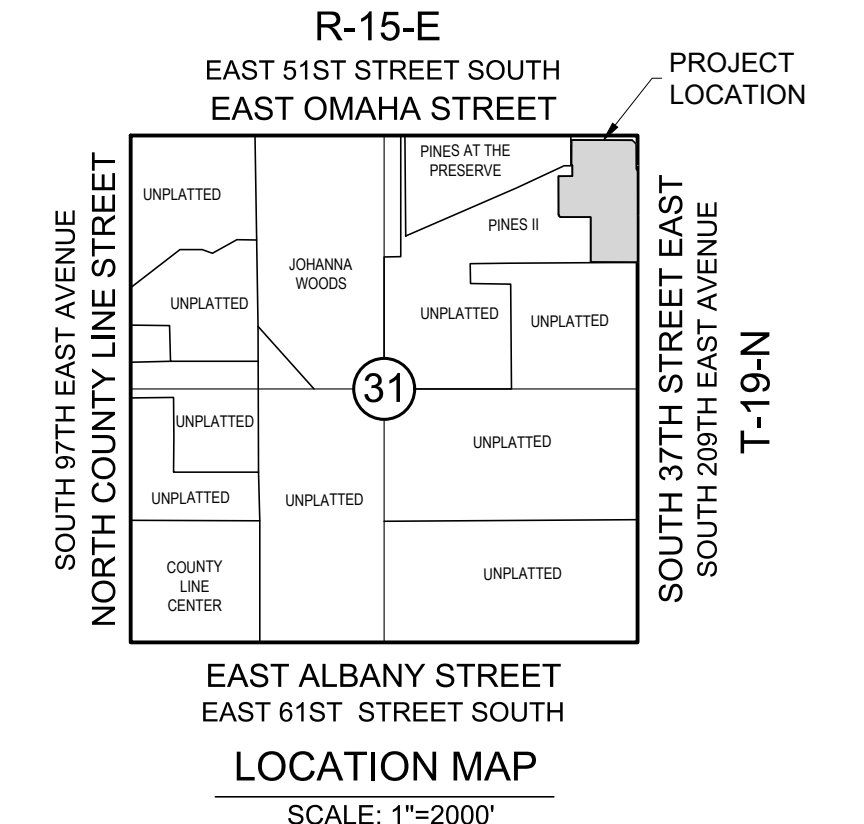 R-15-E
EAST 51ST STREET SOUTH
EAST OMAHA STREET
PROJECT
LOCATION
SOUTH 97TH EAST AVENUE
NORTH COUNTY LINE STREET
UNPLATTED
JOHANNA
WOODS
PINES AT THE
PRESERVE
PINES II
UNPLATTED
UNPLATTED
UNPLATTED
31
UNPLATTED
UNPLATTED
UNPLATTED
UNPLATTED
COUNTY
LINE
CENTER
UNPLATTED
SOUTH 37TH STREET EAST
SOUTH 209TH EAST AVENUE
T-19-N
EAST ALBANY STREET
EAST 61ST STREET SOUTH
LOCATION MAP
SCALE: 1"=2000'